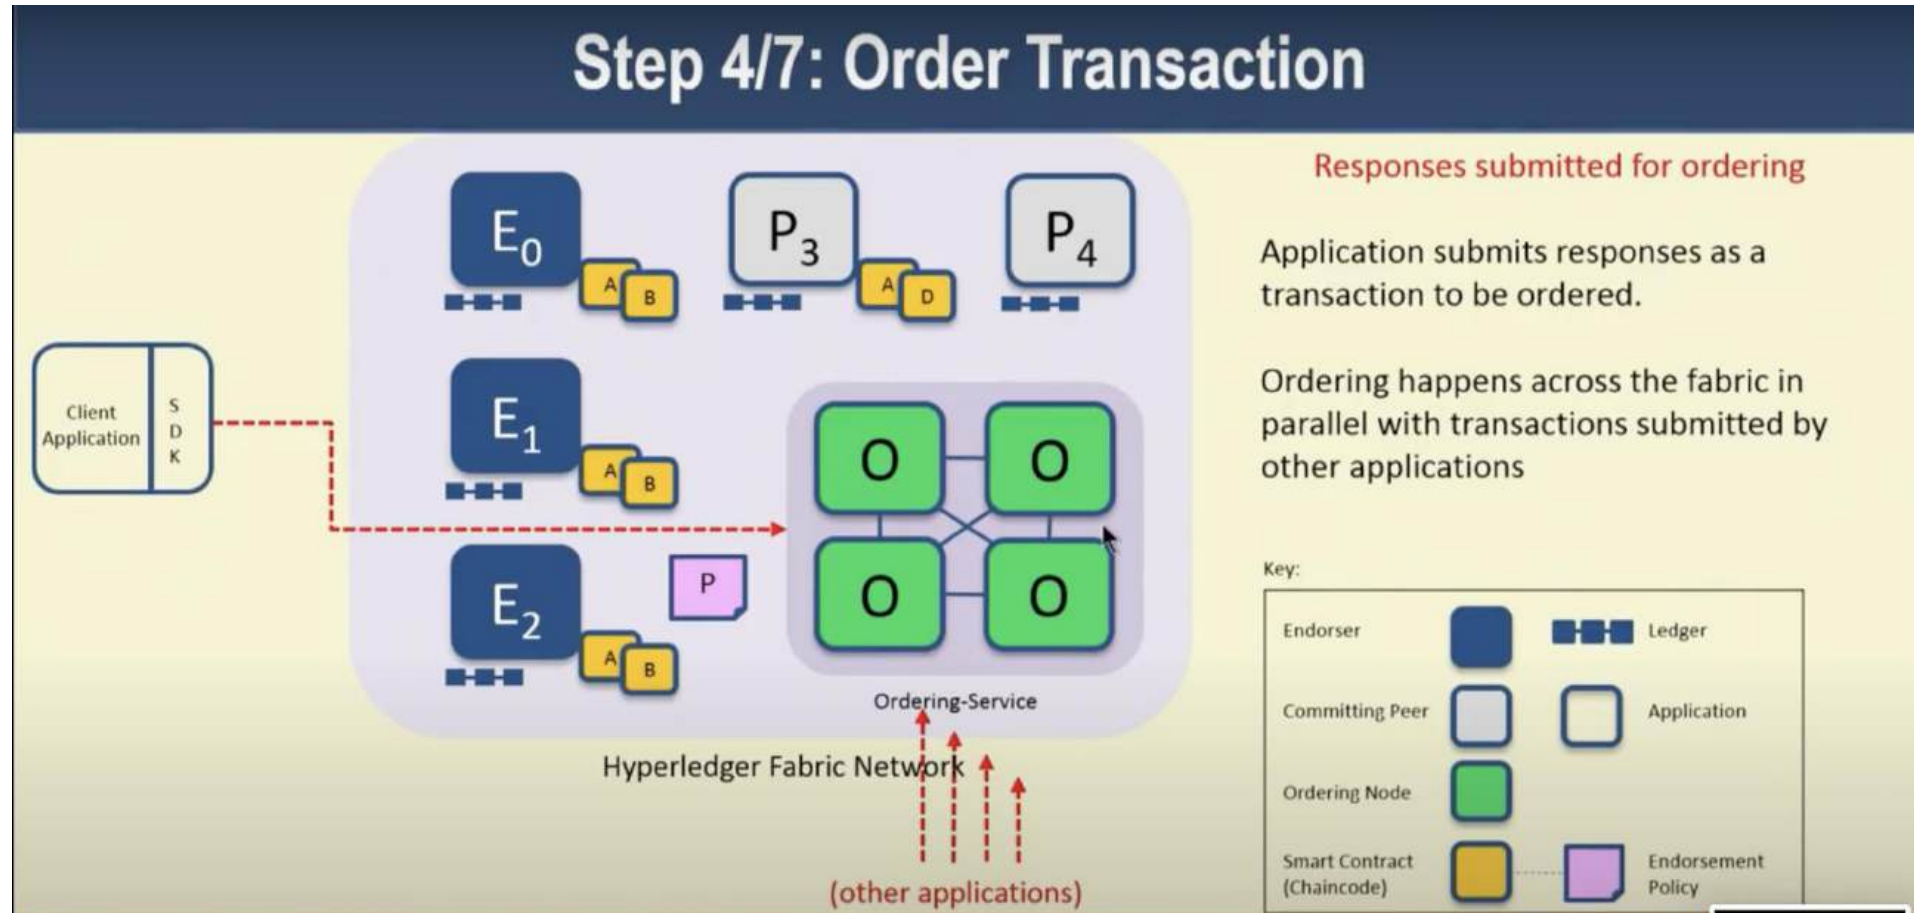 Step 4/7: Order Transaction
Responses submitted for ordering
Application submits responses as a
transaction to be ordered.
Ordering happens across the fabric in
parallel with transactions submitted by
other applications
E0
A
B
P3
A
D
P4
Client
Application
S
D
K
E1
A
B
E2
A
B
P
O
O
O
O
Ordering-Service
Hyperledger Fabric Network
(other applications)
Key:
Endorser
Ledger
Committing Peer
Application
Ordering Node
Smart Contract
(Chaincode)
Endorsement
Policy